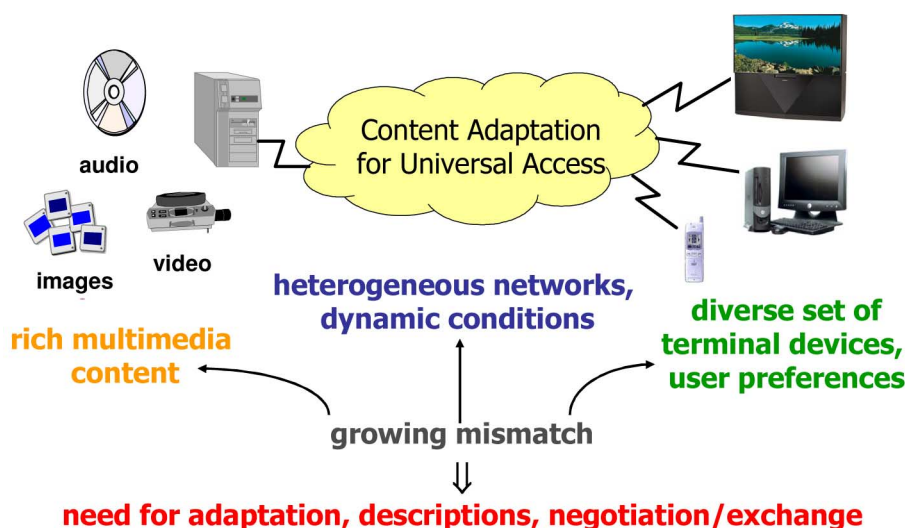 Content Adaptation
for Universal Access
audio
images
video
heterogeneous networks,
dynamic conditions
rich multimedia
content
diverse set of
terminal devices,
user preferences
growing mismatch
need for adaptation, descriptions, negotiation/exchange